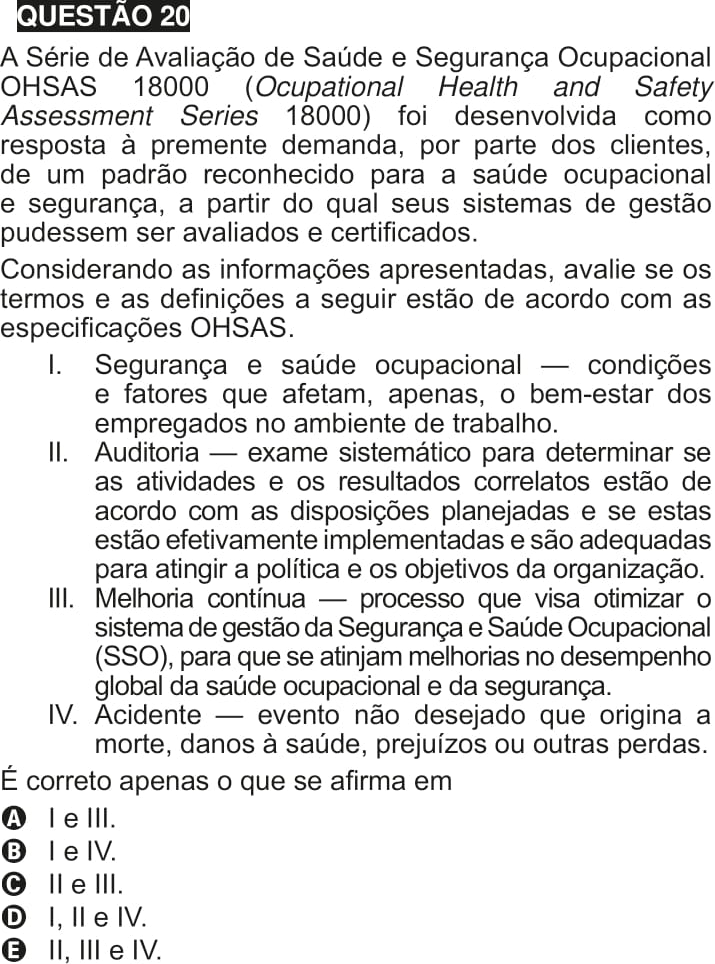 QUESTÃO 20
A Série de Avaliação de Saúde e Segurança Ocupacional
OHSAS 18000 (Ocupational Health and Safety
Assessment Series 18000) foi desenvolvida como
resposta à premente demanda, por parte dos clientes,
de um padrão reconhecido para a saúde ocupacional
e segurança, a partir do qual seus sistemas de gestão
pudessem ser avaliados e certificados.
Considerando as informações apresentadas, avalie se os
termos e as definições a seguir estão de acordo com as
especificações OHSAS.
I. Segurança e saúde ocupacional — condições
e fatores que afetam, apenas, o bem-estar dos
empregados no ambiente de trabalho.
II. Auditoria — exame sistemático para determinar se
as atividades e os resultados correlatos estão de
acordo com as disposições planejadas e se estas
estão efetivamente implementadas e são adequadas
para atingir a política e os objetivos da organização.
III. Melhoria contínua — processo que visa otimizar o
sistema de gestão da Segurança e Saúde Ocupacional
(SSO), para que se atinjam melhorias no desempenho
global da saúde ocupacional e da segurança.
IV. Acidente — evento não desejado que origina a
morte, danos à saúde, prejuízos ou outras perdas.
É correto apenas o que se afirma em
A I e III.
B I e IV.
C II e III.
D I, II e IV.
E II, III e IV.